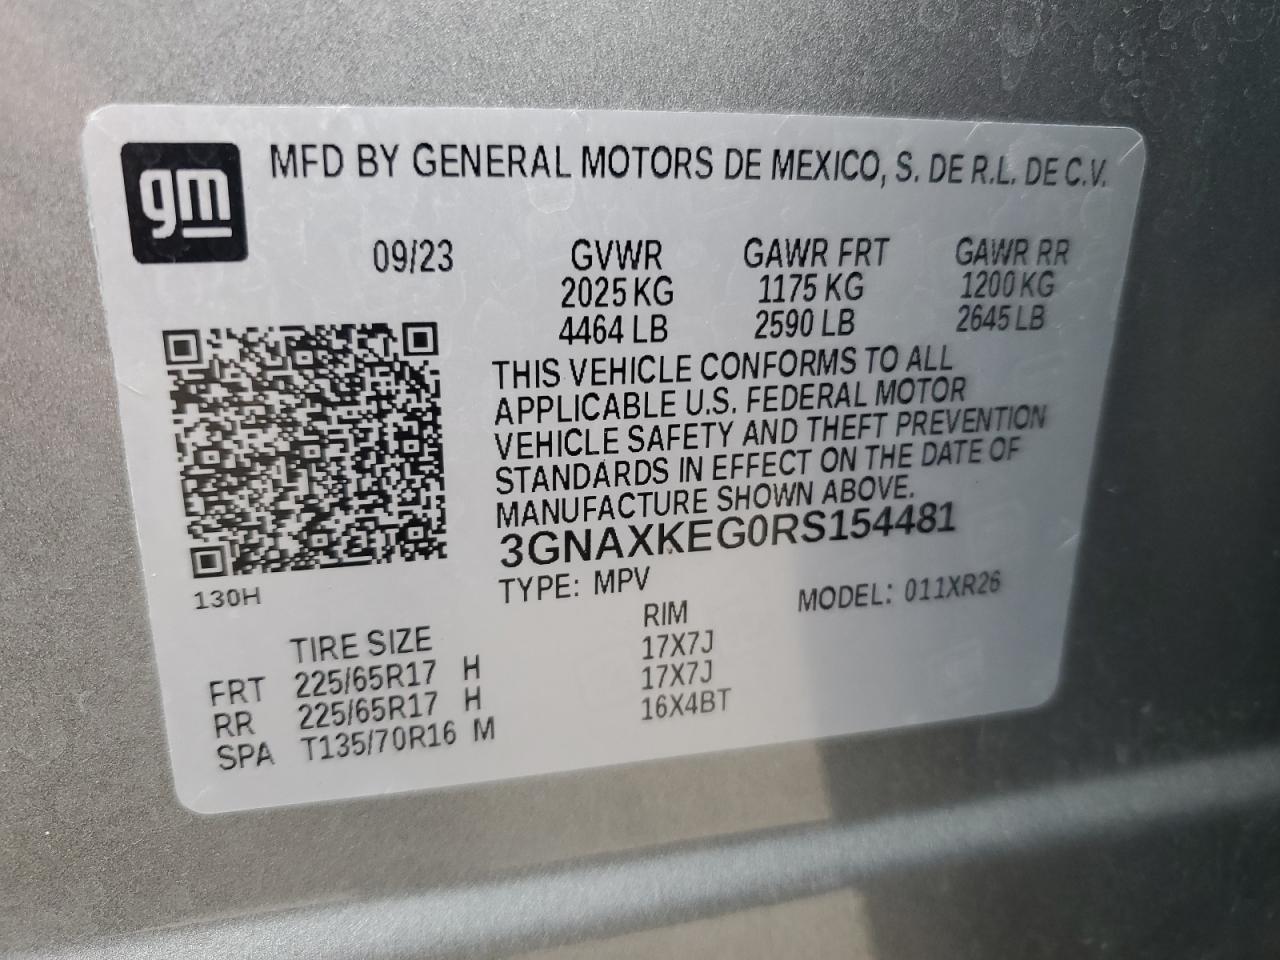 gm
MFD BY GENERAL MOTORS DE MEXICO, S. DE R.L. DE C.V.
09/23 GVWR GAWR FRT GAWR RR
2025 KG 1175 KG 1200 KG
4464 LB 2590 LB 2645 LB
THIS VEHICLE CONFORMS TO ALL
APPLICABLE U.S. FEDERAL MOTOR
VEHICLE SAFETY AND THEFT PREVENTION
STANDARDS IN EFFECT ON THE DATE OF
MANUFACTURE SHOWN ABOVE.
3GNAXKEG0RS154481
130H
TYPE: MPV MODEL: 011XR26
TIRE SIZE RIM
FRT 225/65R17 H 17X7J
RR 225/65R17 H 17X7J
SPA T135/70R16 M 16X4BT